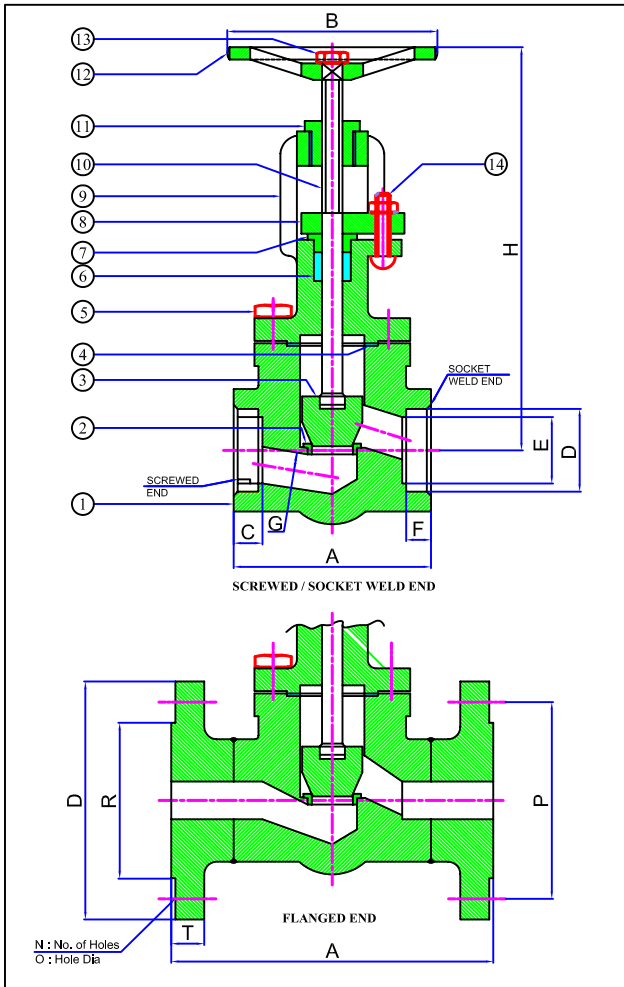 B
13
12
11
10
14
9
8
H
7
6
5
4
3
SOCKET
WELD END
2
E
D
SCREWED
END
1
C
G
F
A
SCREWED / SOCKET WELD END
D
R
P
FLANGED END
T
N : No. of Holes
O : Hole Dia
A